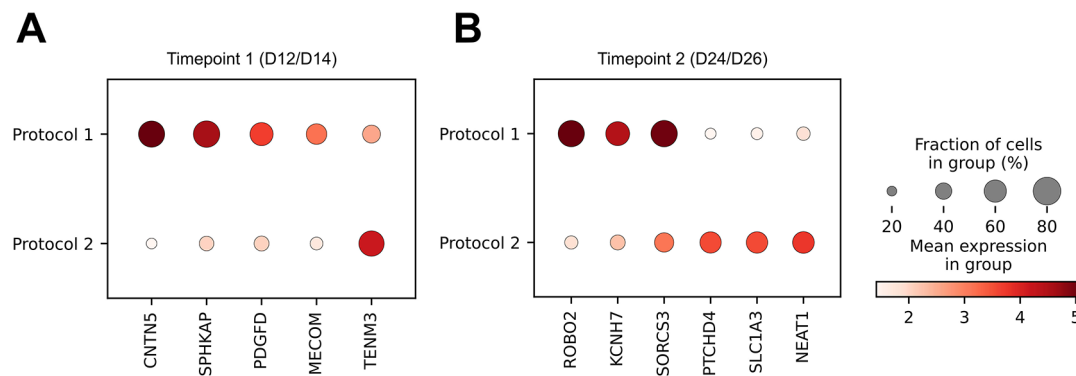 A
Timepoint 1 (D12/D14)
Protocol 1
Protocol 2
CNTN5
SPHKAP
PDGFD
MECOM
TENM3
B
Timepoint 2 (D24/D26)
Protocol 1
Protocol 2
ROBO2
KCNH7
SORCS3
PTCHD4
SLC1A3
NEAT1
Fraction of cells
in group (%)
20 40 60 80
Mean expression
in group
2 3 4 5